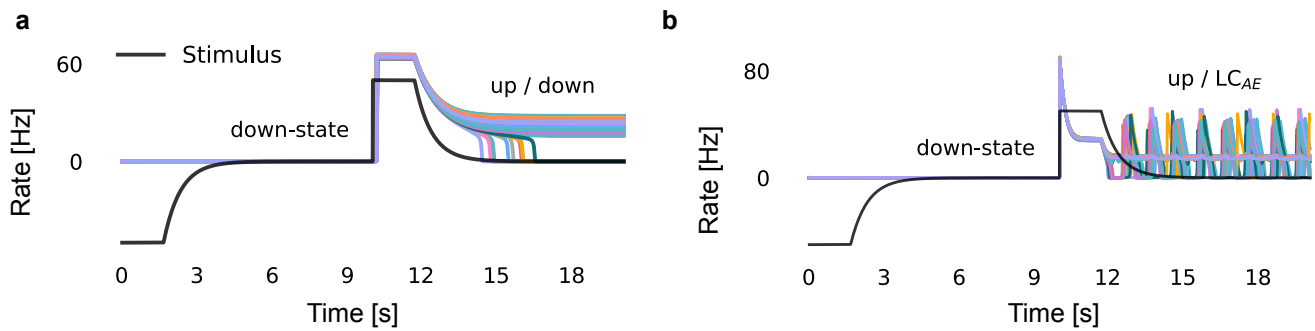 a
Stimulus
60
0
Rate [Hz]
down-state
up / down
0 3 6 9 12 15 18
Time [s]
b
80
0
Rate [Hz]
down-state
up / LC_AE
0 3 6 9 12 15 18
Time [s]